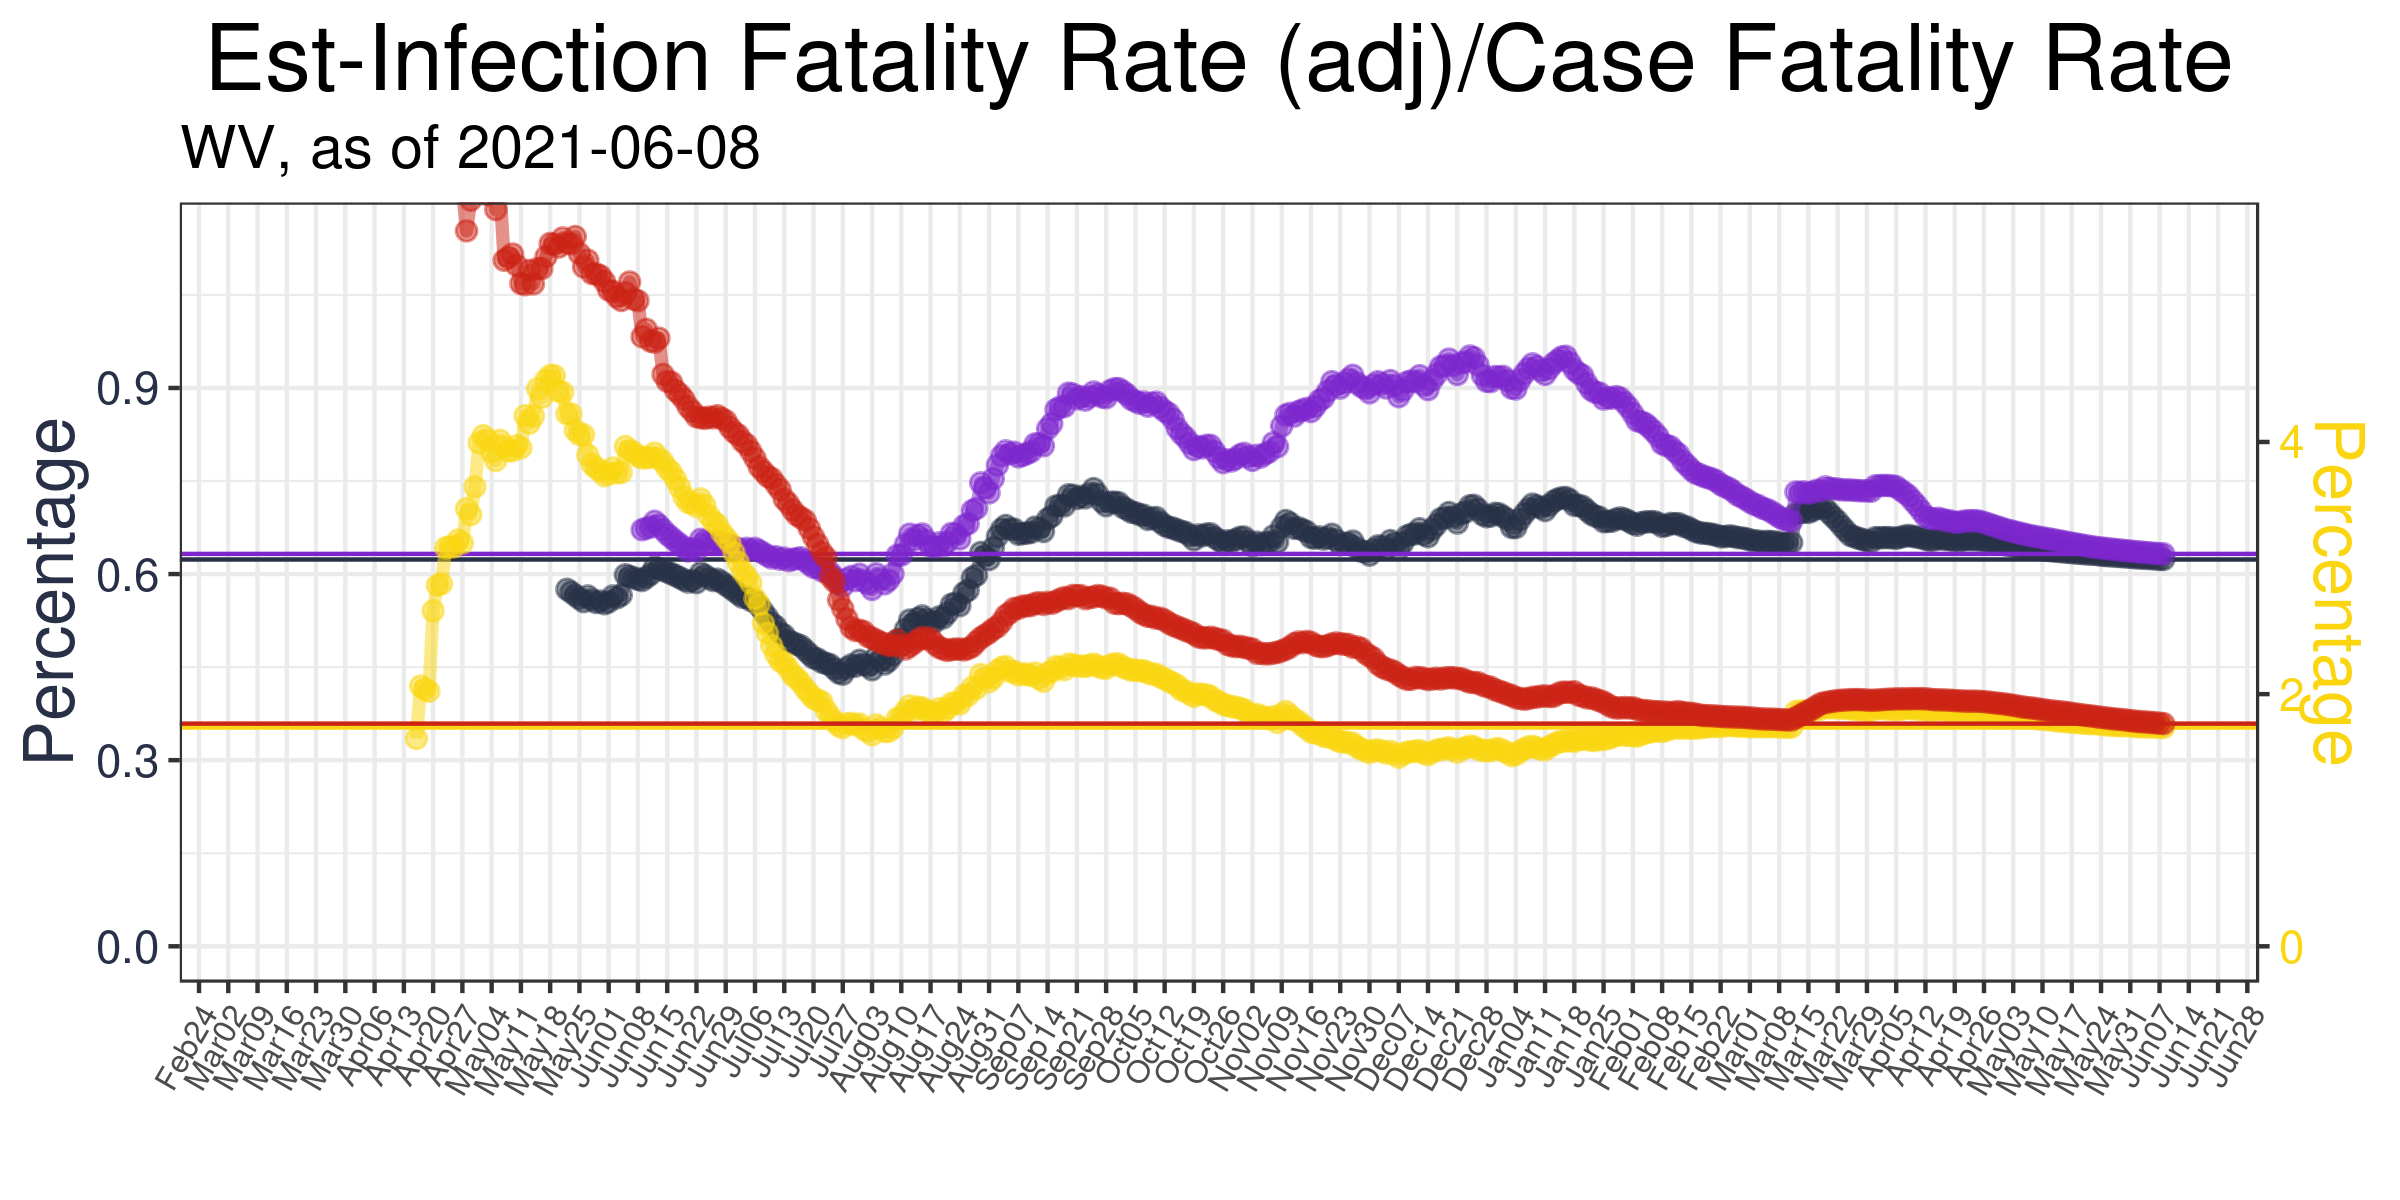 Est-Infection Fatality Rate (adj)/Case Fatality Rate
WV, as of 2021-06-08
Percentage
0.9
0.6
0.3
0.0
4
2
0
Percentage
Feb24
Mar02
Mar09
Mar16
Mar23
Mar30
Apr06
Apr13
Apr20
Apr27
May04
May11
May18
May25
Jun01
Jun08
Jun15
Jun22
Jun29
Jul06
Jul13
Jul20
Jul27
Aug03
Aug10
Aug17
Aug24
Aug31
Sep07
Sep14
Sep21
Sep28
Oct05
Oct12
Oct19
Oct26
Nov02
Nov09
Nov16
Nov23
Nov30
Dec07
Dec14
Dec21
Dec28
Jan04
Jan11
Jan18
Jan25
Feb01
Feb08
Feb15
Feb22
Mar01
Mar08
Mar15
Mar22
Mar29
Apr05
Apr12
Apr19
Apr26
May03
May10
May17
May24
May31
Jun07
Jun14
Jun21
Jun28